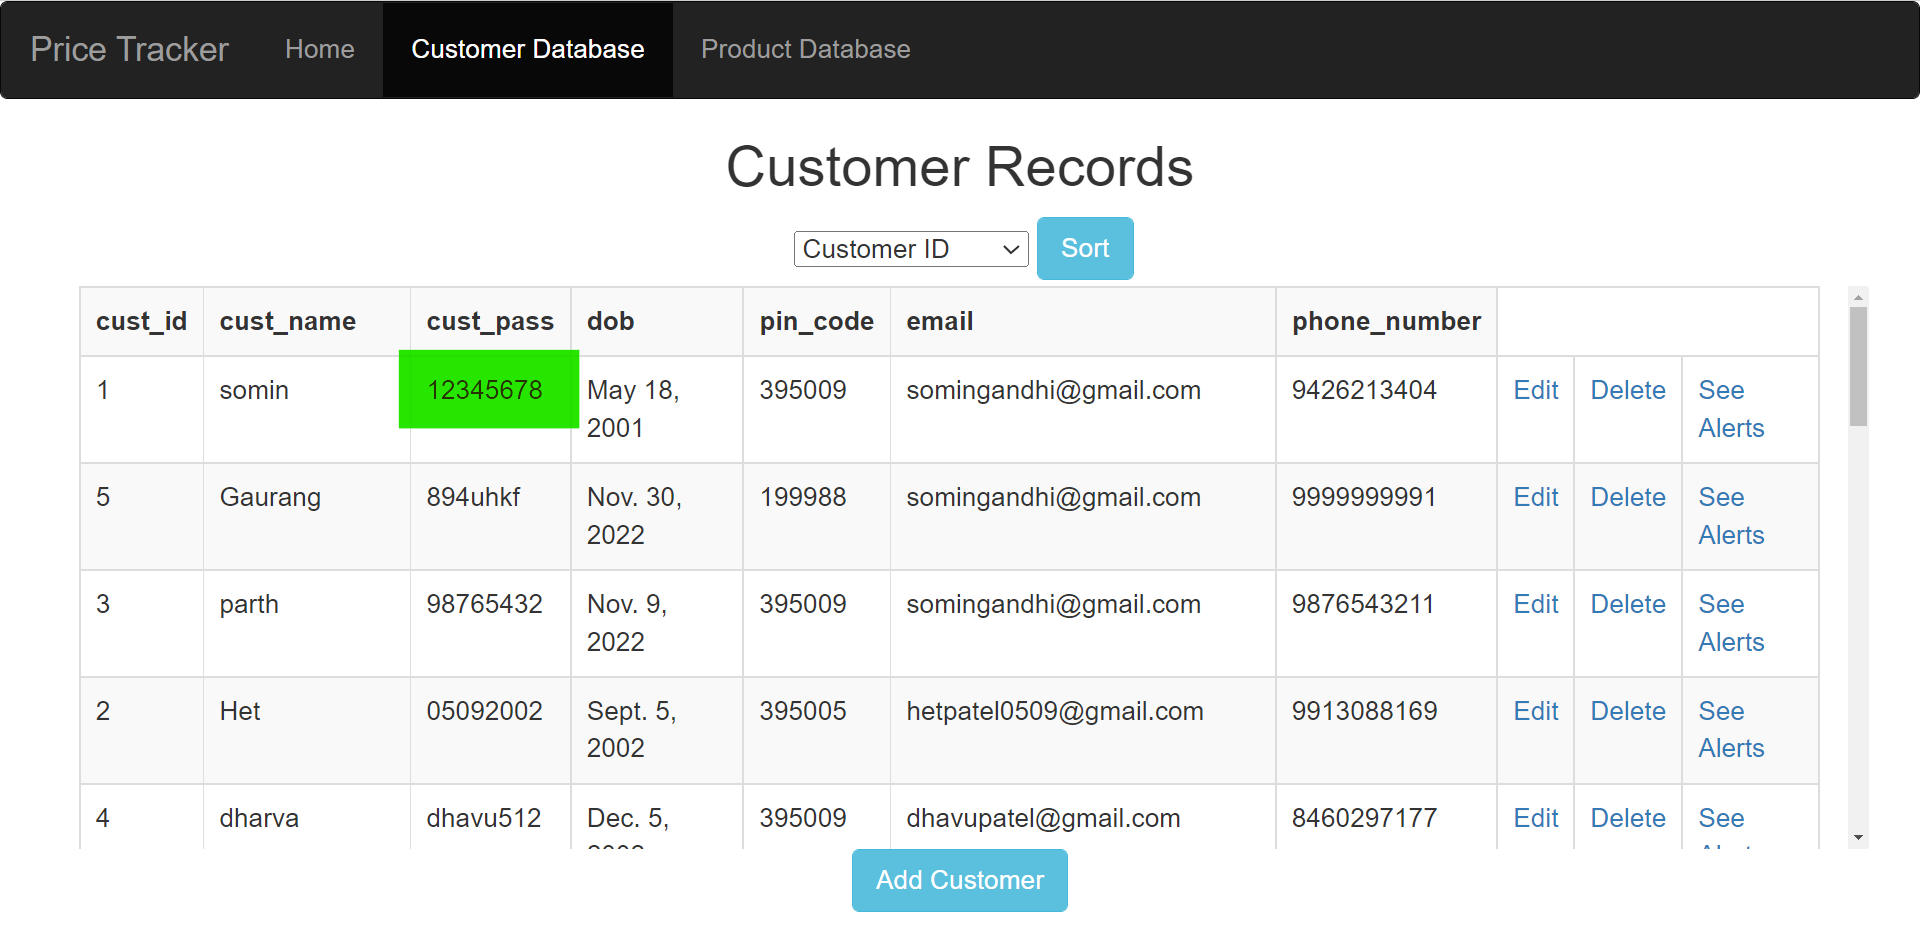 Price Tracker Home Customer Database Product Database
Customer Records
Customer ID Sort
cust_id cust_name cust_pass dob pin_code email phone_number
1 somin 12345678 May 18, 2001 395009 somingandhi@gmail.com 9426213404 Edit Delete See Alerts
5 Gaurang 894uhkf Nov. 30, 2022 199988 somingandhi@gmail.com 9999999991 Edit Delete See Alerts
3 parth 98765432 Nov. 9, 2022 395009 somingandhi@gmail.com 9876543211 Edit Delete See Alerts
2 Het 05092002 Sept. 5, 2002 395005 hetpatel0509@gmail.com 9913088169 Edit Delete See Alerts
4 dharva dhavu512 Dec. 5, 395009 dhavupatel@gmail.com 8460297177 Edit Delete See
Add Customer